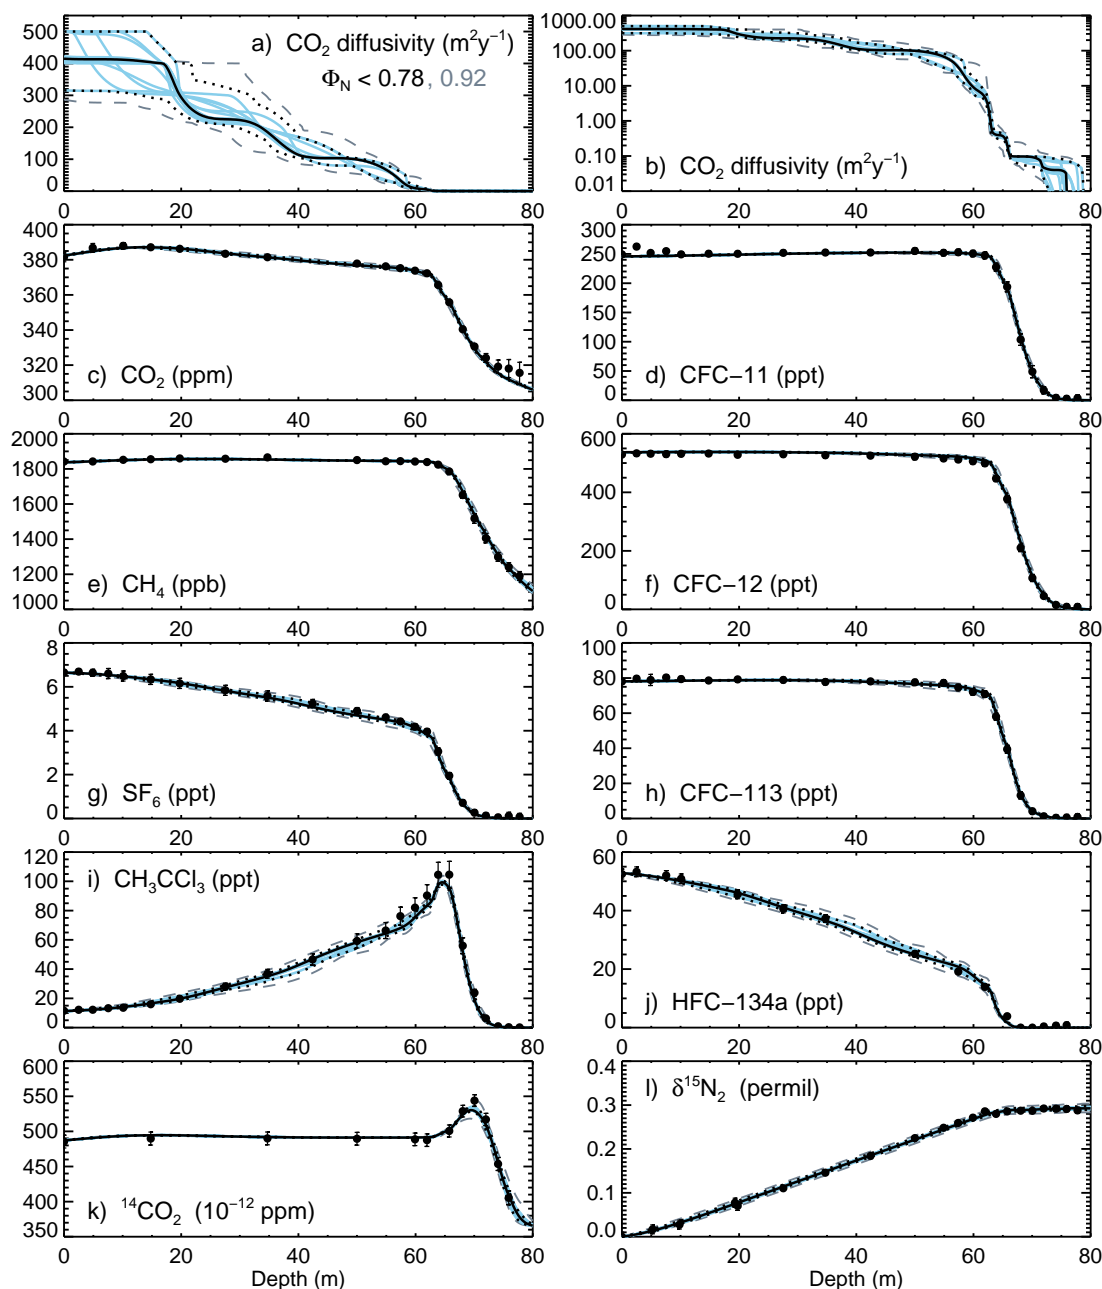 500
400
300
200
100
0
a) CO₂ diffusivity (m²y⁻¹)
Φ_N < 0.78, 0.92
0 20 40 60 80
1000.00
100.00
10.00
1.00
0.10
0.01
b) CO₂ diffusivity (m²y⁻¹)
0 20 40 60 80
400
380
360
340
320
300
c) CO₂ (ppm)
0 20 40 60 80
300
250
200
150
100
50
0
d) CFC−11 (ppt)
0 20 40 60 80
2000
1800
1600
1400
1200
1000
e) CH₄ (ppb)
0 20 40 60 80
600
400
200
0
f) CFC−12 (ppt)
0 20 40 60 80
8
6
4
2
0
g) SF₆ (ppt)
0 20 40 60 80
100
80
60
40
20
0
h) CFC−113 (ppt)
0 20 40 60 80
120
100
80
60
40
20
0
i) CH₃CCl₃ (ppt)
0 20 40 60 80
60
40
20
0
j) HFC−134a (ppt)
0 20 40 60 80
600
550
500
450
400
350
k) ¹⁴CO₂ (10⁻¹² ppm)
0 20 40 60 80
Depth (m)
0.4
0.3
0.2
0.1
0.0
l) δ¹⁵N₂ (permil)
0 20 40 60 80
Depth (m)